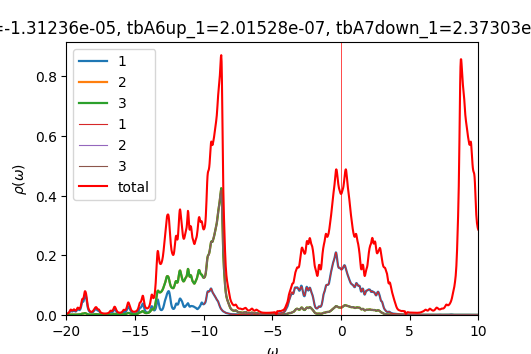 =-1.31236e-05, tbA6up_1=2.01528e-07, tbA7down_1=2.37303e
1
2
3
1
2
3
total
ρ(ω)
0.8
0.6
0.4
0.2
0.0
−20 −15 −10 −5 0 5 10
ω